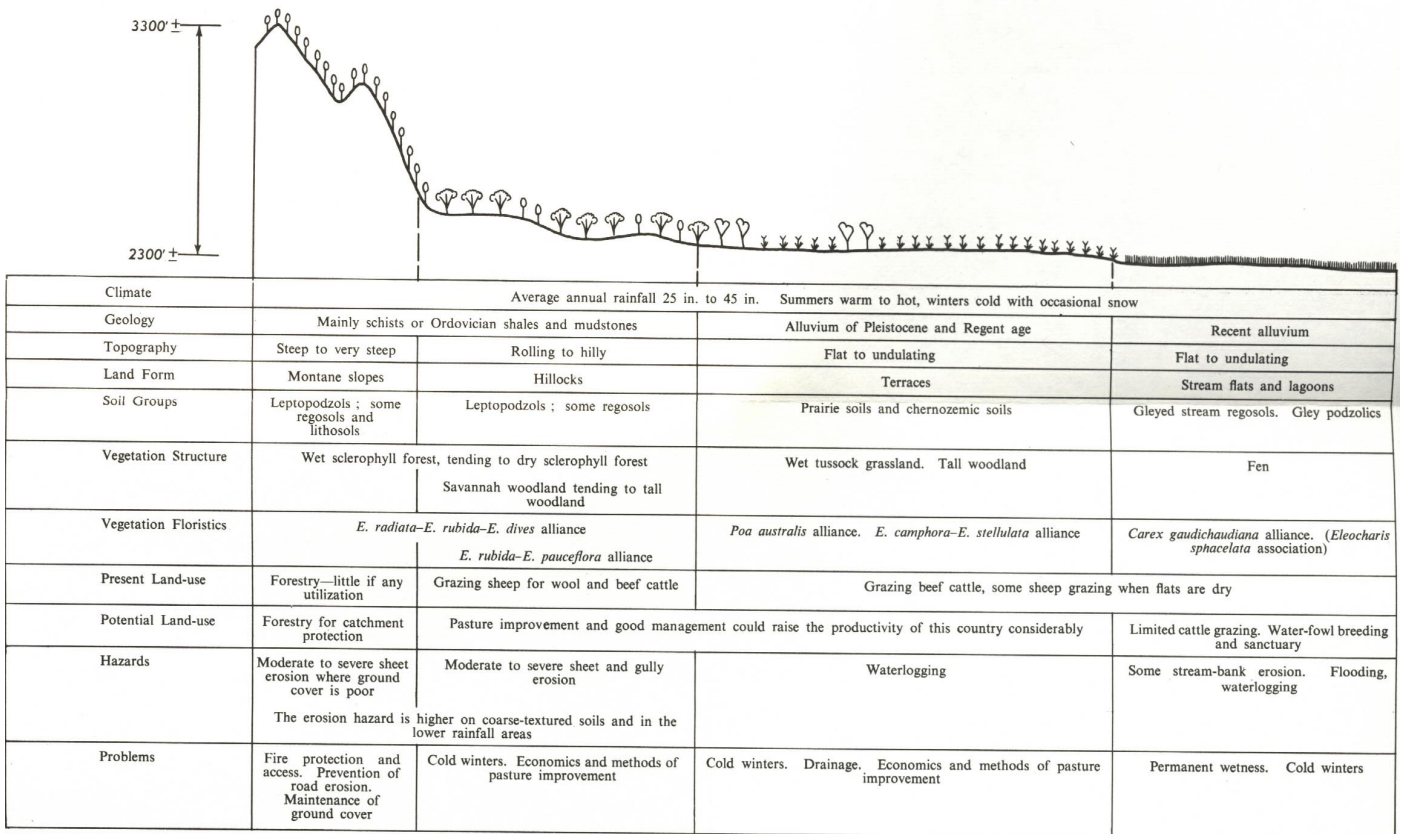 3300' ±
2300' ±
Climate
Average annual rainfall 25 in. to 45 in. Summers warm to hot, winters cold with occasional snow
Geology
Mainly schists or Ordovician shales and mudstones
Alluvium of Pleistocene and Regent age
Recent alluvium
Topography
Steep to very steep
Rolling to hilly
Flat to undulating
Flat to undulating
Land Form
Montane slopes
Hillocks
Terraces
Stream flats and lagoons
Soil Groups
Leptopodzols ; some
regosols and
lithosols
Leptopodzols ; some regosols
Prairie soils and chernozemic soils
Gleyed stream regosols. Gley podzolics
Vegetation Structure
Wet sclerophyll forest, tending to dry sclerophyll forest
Savannah woodland tending to tall
woodland
Wet tussock grassland. Tall woodland
Fen
Vegetation Floristics
E. radiata–E. rubida–E. dives alliance
E. rubida–E. pauceflora alliance
Poa australis alliance. E. camphora–E. stellulata alliance
Carex gaudichaudiana alliance. (Eleocharis
sphacelata association)
Present Land-use
Forestry—little if any
utilization
Grazing sheep for wool and beef cattle
Grazing beef cattle, some sheep grazing when flats are dry
Potential Land-use
Forestry for catchment
protection
Pasture improvement and good management could raise the productivity of this country considerably
Limited cattle grazing. Water-fowl breeding
and sanctuary
Hazards
Moderate to severe sheet
erosion where ground
cover is poor
Moderate to severe sheet and gully
erosion
The erosion hazard is higher on coarse-textured soils and in the
lower rainfall areas
Waterlogging
Some stream-bank erosion. Flooding,
waterlogging
Problems
Fire protection and
access. Prevention of
road erosion.
Maintenance of
ground cover
Cold winters. Economics and methods of
pasture improvement
Cold winters. Drainage. Economics and methods of pasture
improvement
Permanent wetness. Cold winters